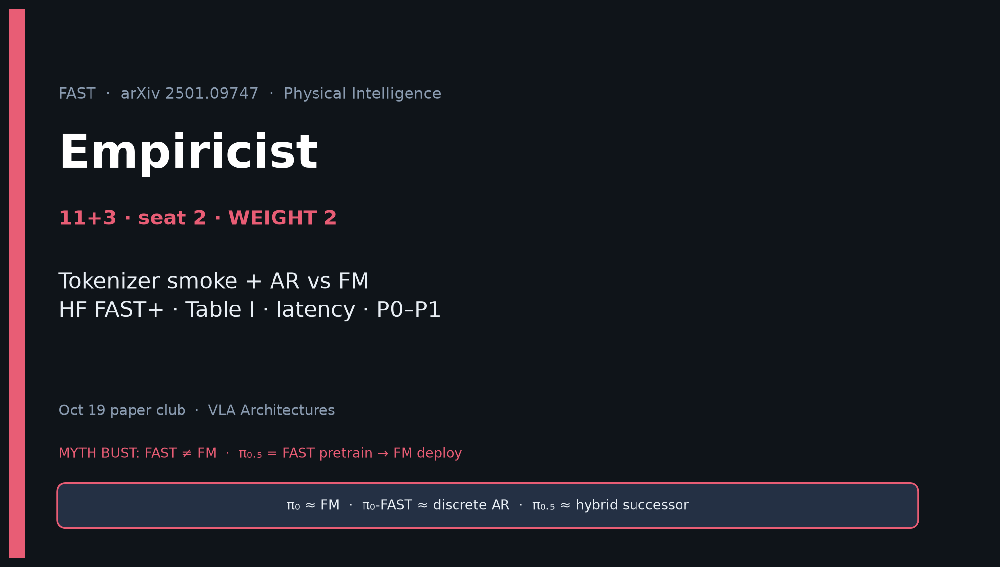 FAST · arXiv 2501.09747 · Physical Intelligence
Empiricist
11+3 · seat 2 · WEIGHT 2
Tokenizer smoke + AR vs FM
HF FAST+ · Table I · latency · P0–P1
Oct 19 paper club · VLA Architectures
MYTH BUST: FAST ≠ FM · π₀.₅ = FAST pretrain → FM deploy
π₀ ≈ FM · π₀-FAST ≈ discrete AR · π₀.₅ ≈ hybrid successor